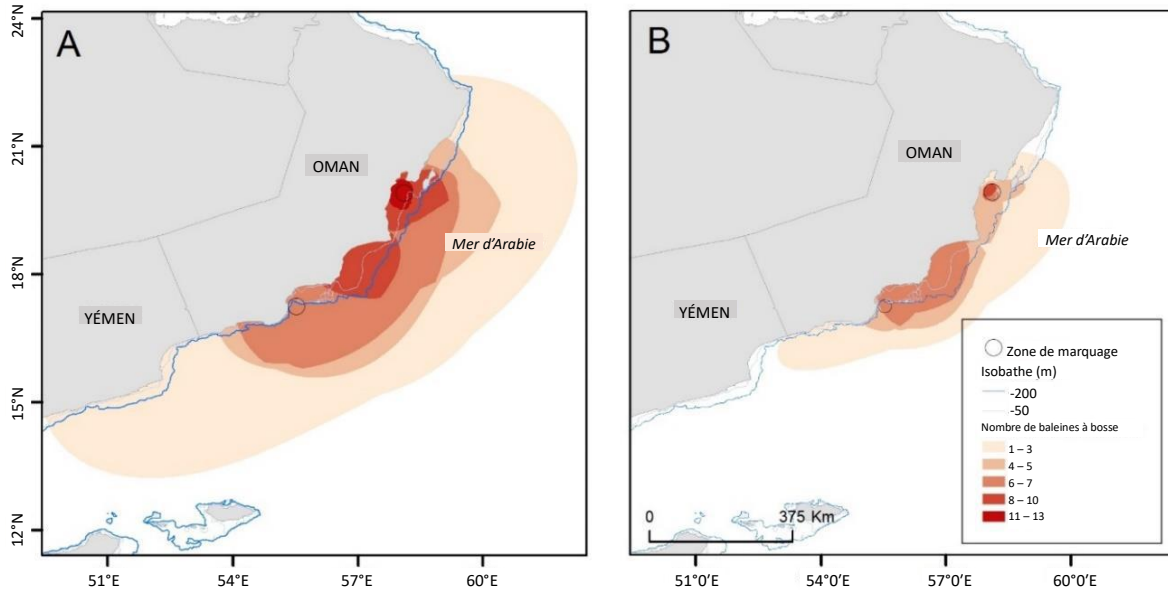 A
24°N
21°N
18°N
15°N
12°N
OMAN
Mer d'Arabie
YÉMEN
51°E
54°E
57°E
60°E
B
OMAN
Mer d'Arabie
YÉMEN
0
375 Km
Zone de marquage
Isobathe (m)
-200
-50
Nombre de baleines à bosse
1 – 3
4 – 5
6 – 7
8 – 10
11 – 13
51°0'E
54°0'E
57°0'E
60°0'E